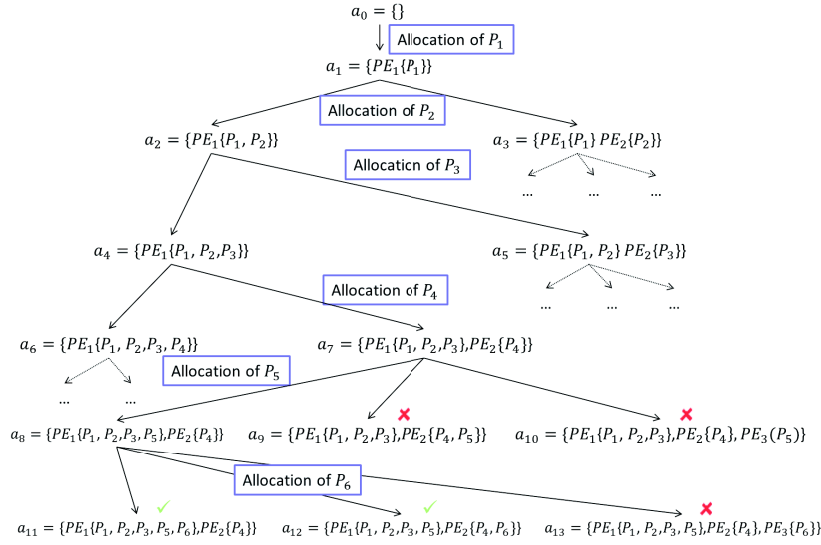 a₀ = {}
Allocation of P₁
a₁ = {PE₁{P₁}}
Allocation of P₂
a₂ = {PE₁{P₁, P₂}}
a₃ = {PE₁{P₁} PE₂{P₂}}
Allocation of P₃
... ... ...
a₄ = {PE₁{P₁, P₂,P₃}}
a₅ = {PE₁{P₁, P₂} PE₂{P₃}}
Allocation of P₄
... ... ...
a₆ = {PE₁{P₁, P₂,P₃, P₄}}
a₇ = {PE₁{P₁, P₂,P₃},PE₂{P₄}}
Allocation of P₅
... ...
a₈ = {PE₁{P₁, P₂,P₃,P₅},PE₂{P₄}}
a₉ = {PE₁{P₁, P₂,P₃},PE₂{P₄, P₅}}
a₁₀ = {PE₁{P₁, P₂,P₃},PE₂{P₄}, PE₃(P₅)}
Allocation of P₆
a₁₁ = {PE₁{P₁, P₂,P₃, P₅,P₆},PE₂{P₄}}
a₁₂ = {PE₁{P₁, P₂,P₃,P₅},PE₂{P₄,P₆}}
a₁₃ = {PE₁{P₁, P₂,P₃,P₅},PE₂{P₄}, PE₃{P₆}